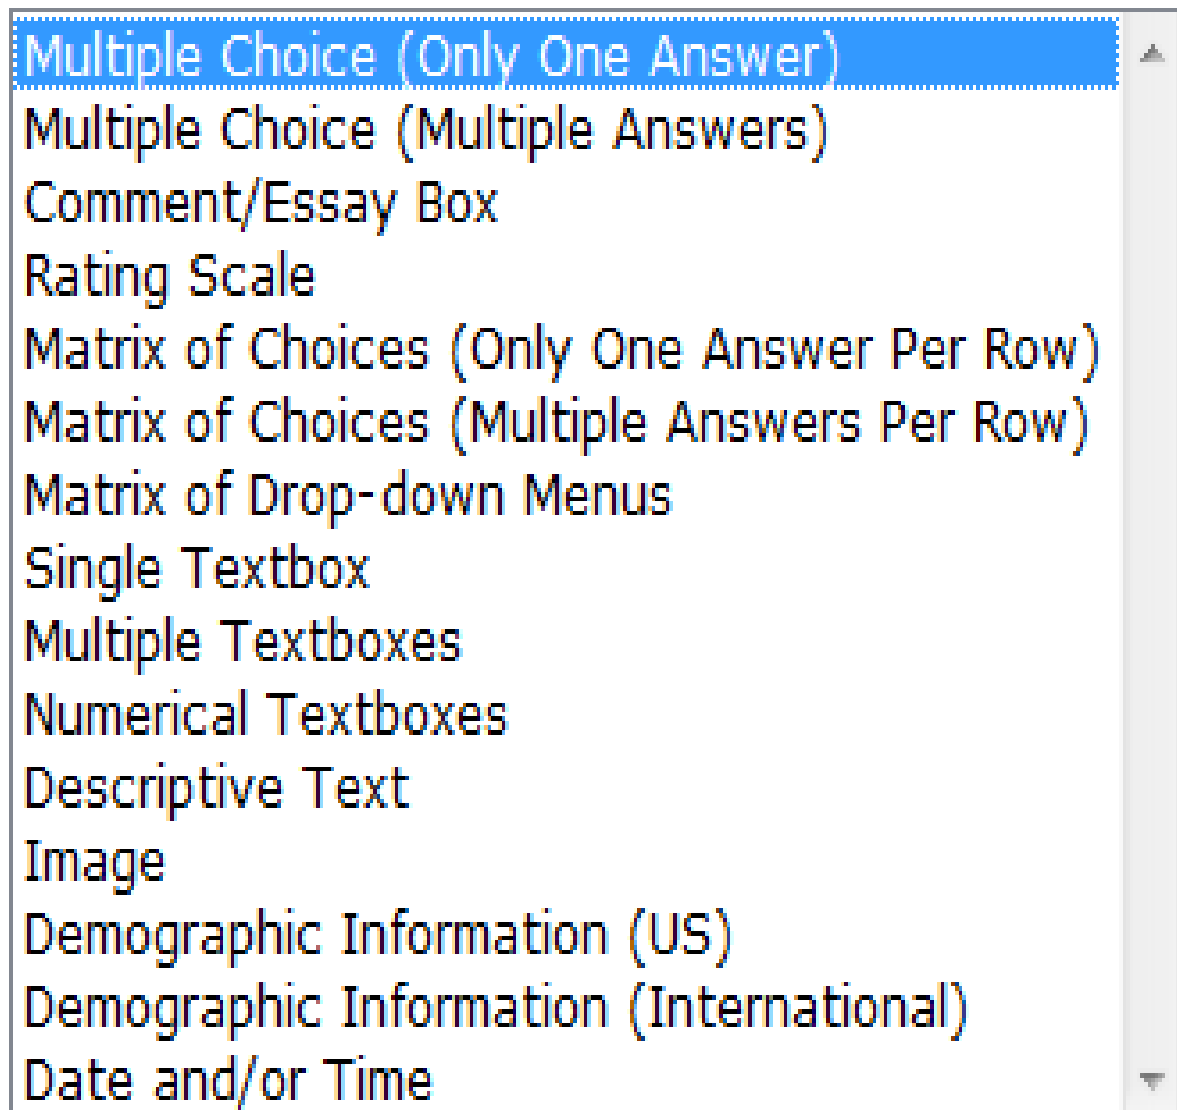 Multiple Choice (Only One Answer)
Multiple Choice (Multiple Answers)
Comment/Essay Box
Rating Scale
Matrix of Choices (Only One Answer Per Row)
Matrix of Choices (Multiple Answers Per Row)
Matrix of Drop-down Menus
Single Textbox
Multiple Textboxes
Numerical Textboxes
Descriptive Text
Image
Demographic Information (US)
Demographic Information (International)
Date and/or Time